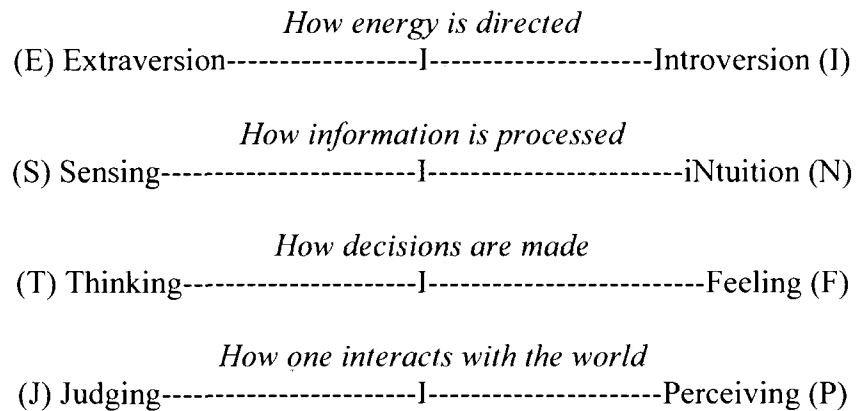 How energy is directed
(E) Extraversion------------------I---------------------Introversion (I)
How information is processed
(S) Sensing------------------------I------------------------iNtuition (N)
How decisions are made
(T) Thinking-----------------------I--------------------------Feeling (F)
How one interacts with the world
(J) Judging------------------------I----------------------Perceiving (P)